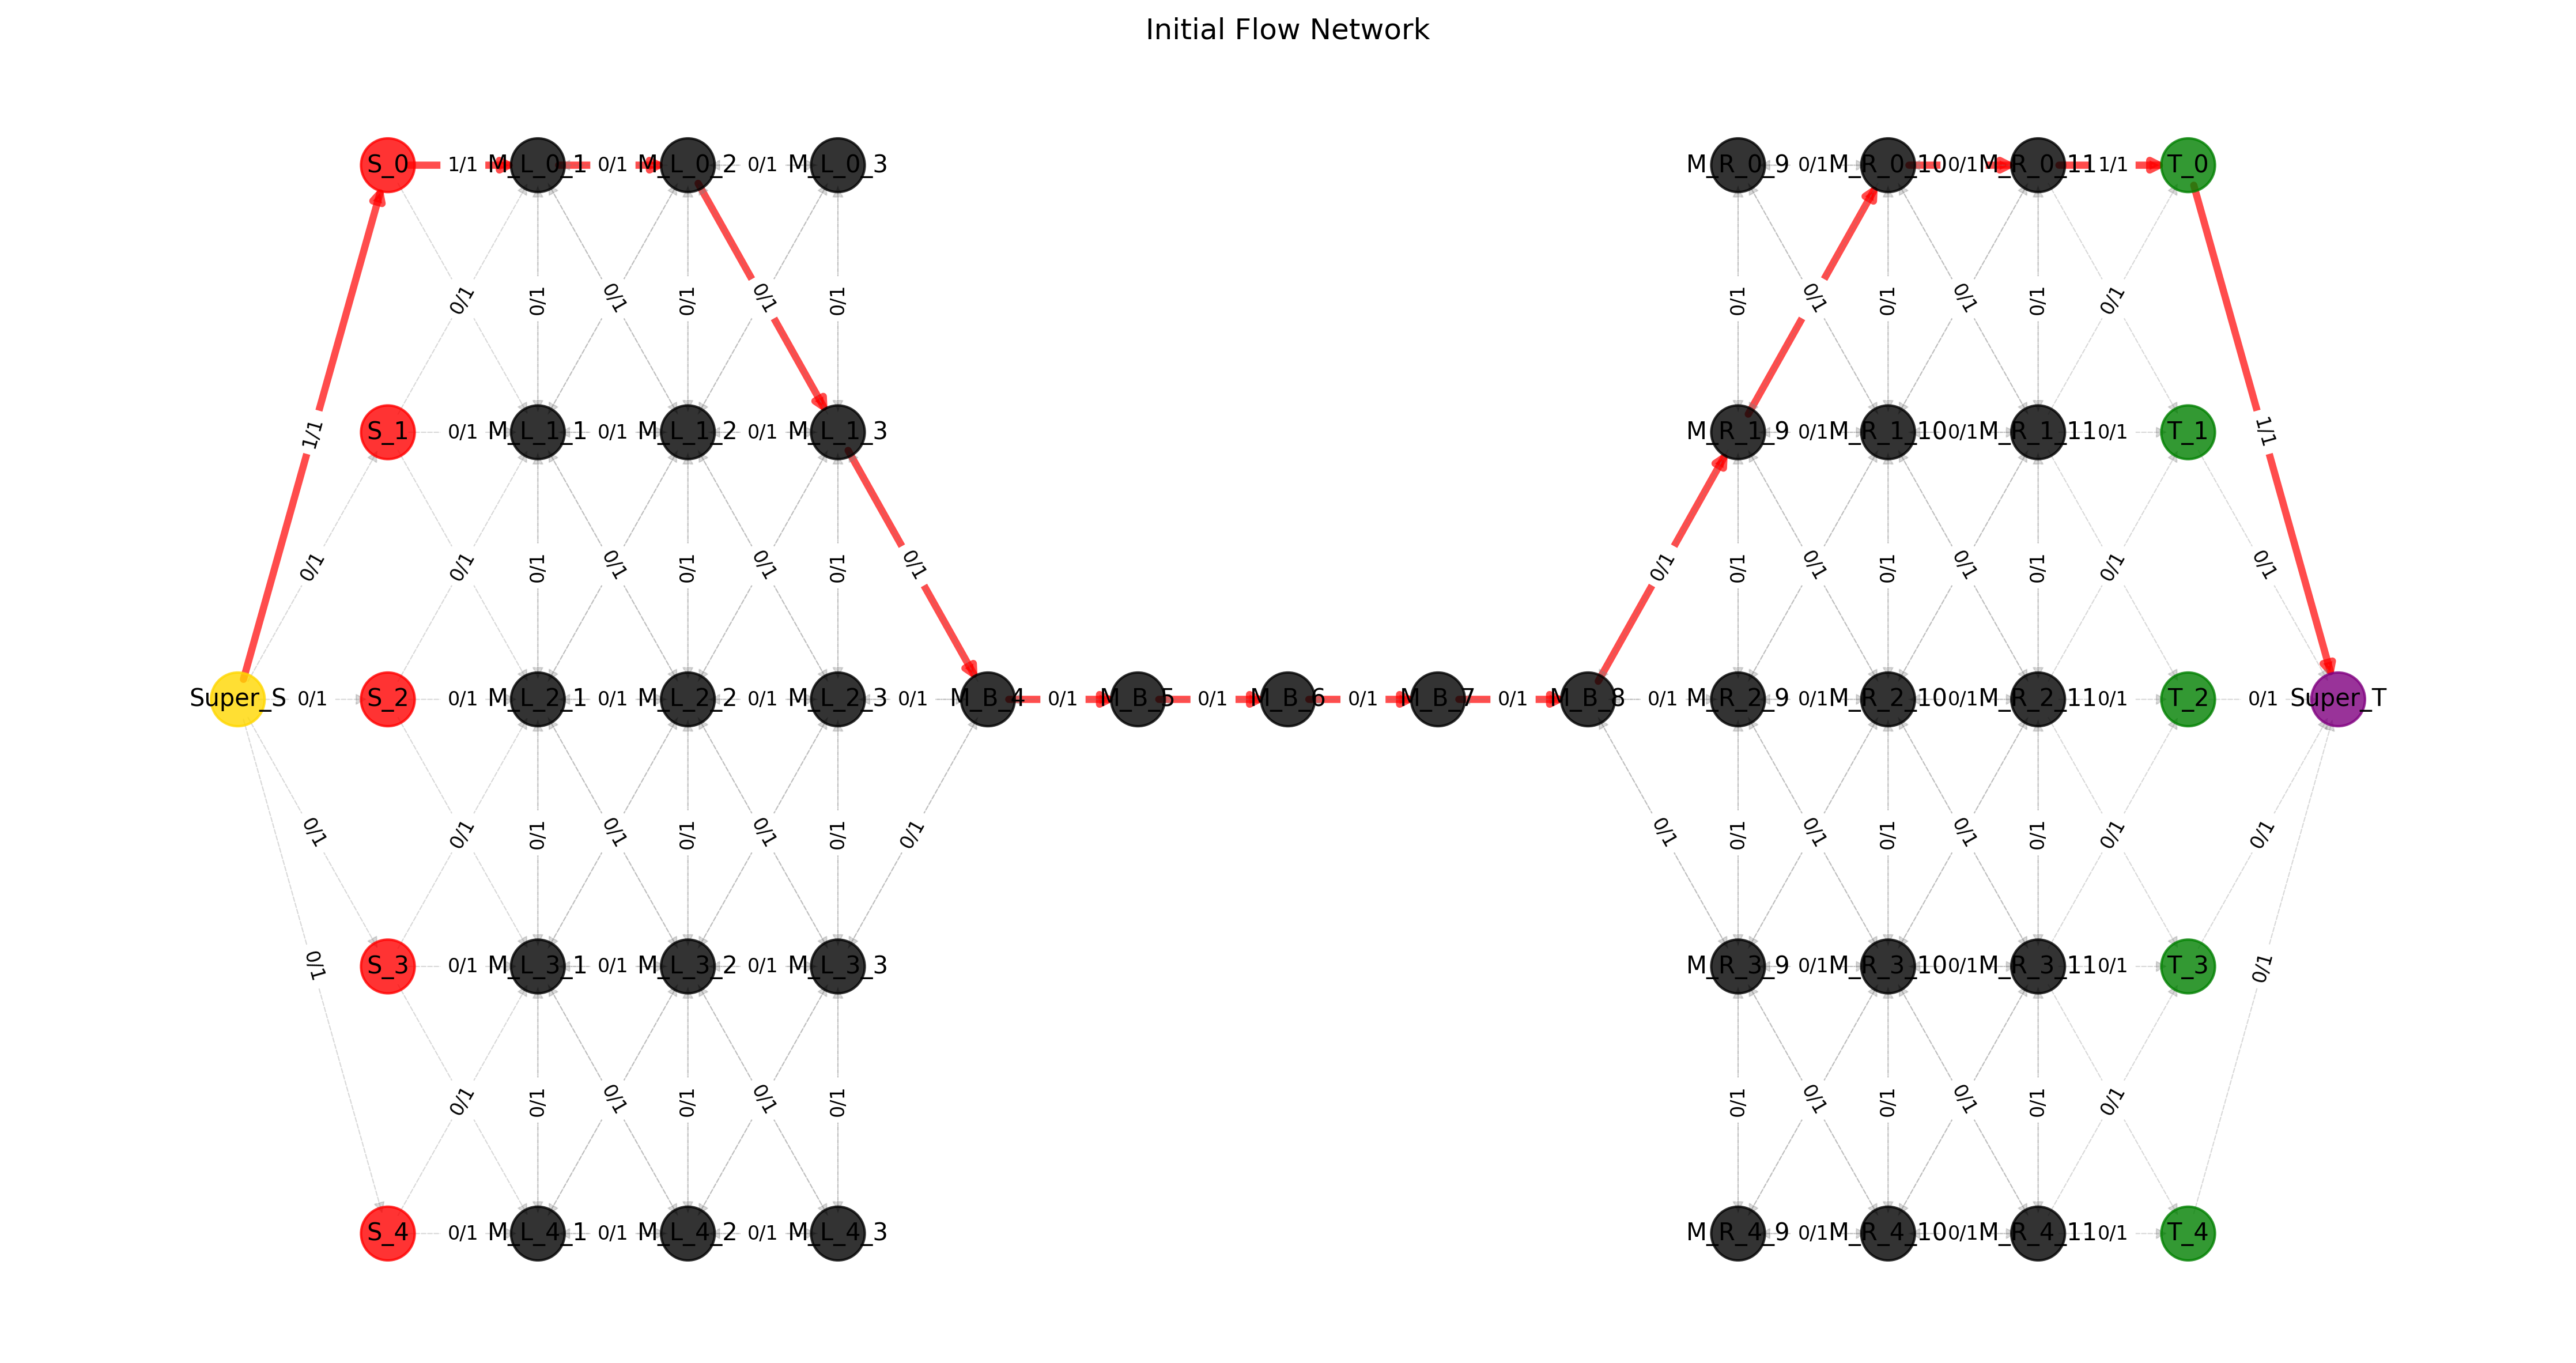 Initial Flow Network
S_0 1/1 M_L_0_1 0/1 M_L_0_2 0/1 M_L_0_3 M_R_0_9 0/1 M_R_0_10 0/1 M_R_0_11 1/1 T_0
0/1 0/1 0/1 0/1 0/1 0/1 0/1 0/1 0/1 0/1 0/1 0/1
1/1 S_1 0/1 M_L_1_1 0/1 M_L_1_2 0/1 M_L_1_3 M_R_1_9 0/1 M_R_1_10 0/1 M_R_1_11 0/1 T_1 1/1
0/1 0/1 0/1 0/1 0/1 0/1 0/1 0/1 0/1 0/1 0/1 0/1 0/1 0/1 0/1 0/1
Super_S 0/1 S_2 0/1 M_L_2_1 0/1 M_L_2_2 0/1 M_L_2_3 0/1 M_B_4 0/1 M_B_5 0/1 M_B_6 0/1 M_B_7 0/1 M_B_8 0/1 M_R_2_9 0/1 M_R_2_10 0/1 M_R_2_11 0/1 T_2 0/1 Super_T
0/1 0/1 0/1 0/1 0/1 0/1 0/1 0/1 0/1 0/1 0/1 0/1 0/1 0/1 0/1 0/1
0/1 S_3 0/1 M_L_3_1 0/1 M_L_3_2 0/1 M_L_3_3 M_R_3_9 0/1 M_R_3_10 0/1 M_R_3_11 0/1 T_3 0/1
0/1 0/1 0/1 0/1 0/1 0/1 0/1 0/1 0/1 0/1 0/1 0/1
S_4 0/1 M_L_4_1 0/1 M_L_4_2 0/1 M_L_4_3 M_R_4_9 0/1 M_R_4_10 0/1 M_R_4_11 0/1 T_4